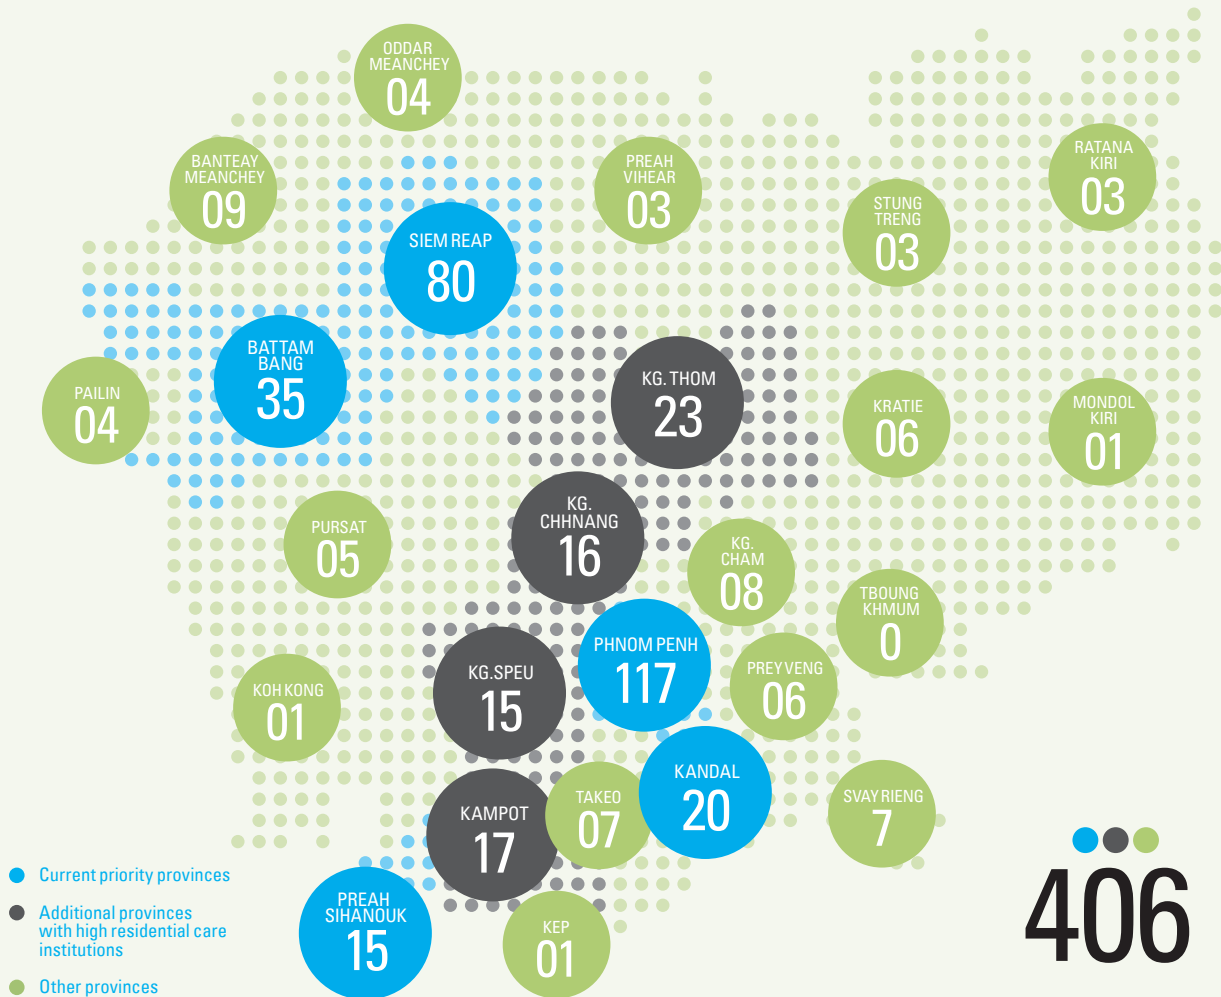 ODDAR
MEANCHEY
04
BANTEAY
MEANCHEY
09
PREAH
VIHEAR
03
RATANA
KIRI
03
STUNG
TRENG
03
SIEM REAP
80
BATTAM
BANG
35
PAILIN
04
KG. THOM
23
KRATIE
06
MONDOL
KIRI
01
PURSAT
05
KG.
CHHNANG
16
KG.
CHAM
08
TBOUNG
KHMUM
0
PHNOM PENH
117
PREY VENG
06
KG.SPEU
15
KOH KONG
01
KANDAL
20
TAKEO
07
SVAY RIENG
7
KAMPOT
17
PREAH
SIHANOUK
15
KEP
01
Current priority provinces
Additional provinces
with high residential care
institutions
Other provinces
406